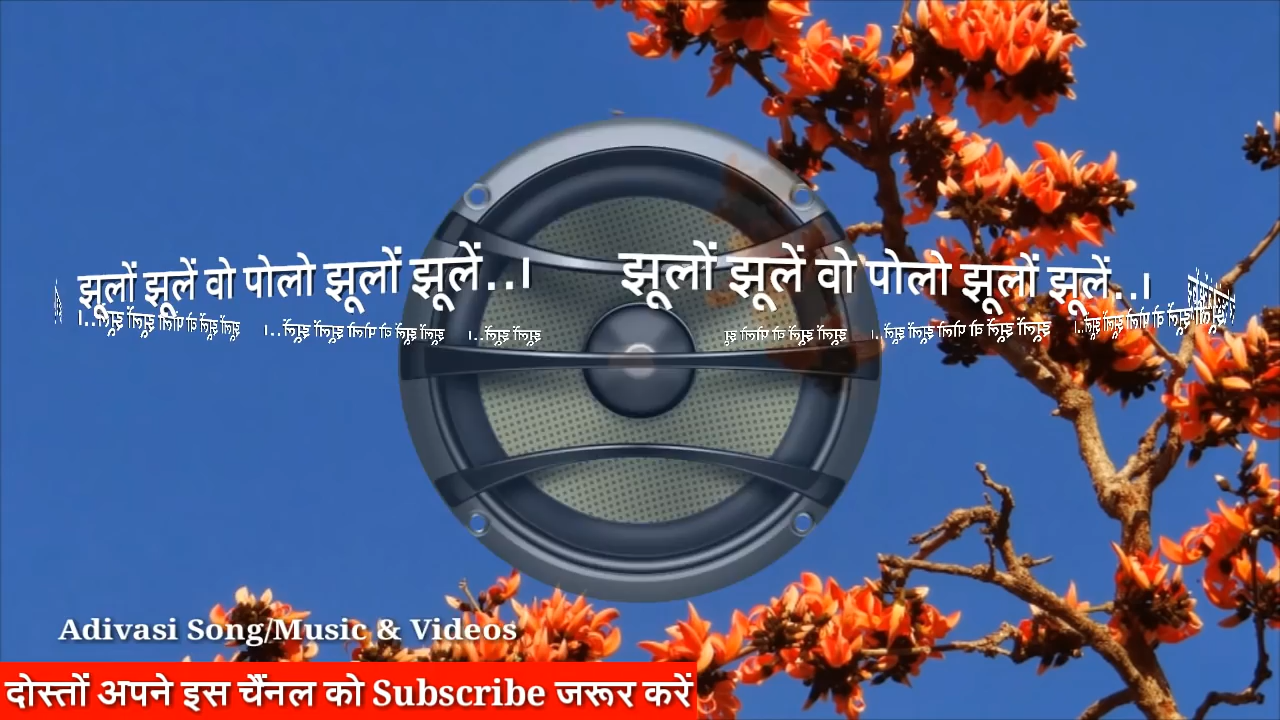 झूलों झूलें वो पोलो झूलों झूलें..। झूलों झूलें वो पोलो झूलों झूलें..।
Adivasi Song/Music & Videos
दोस्तों अपने इस चैंनल को Subscribe जरूर करें